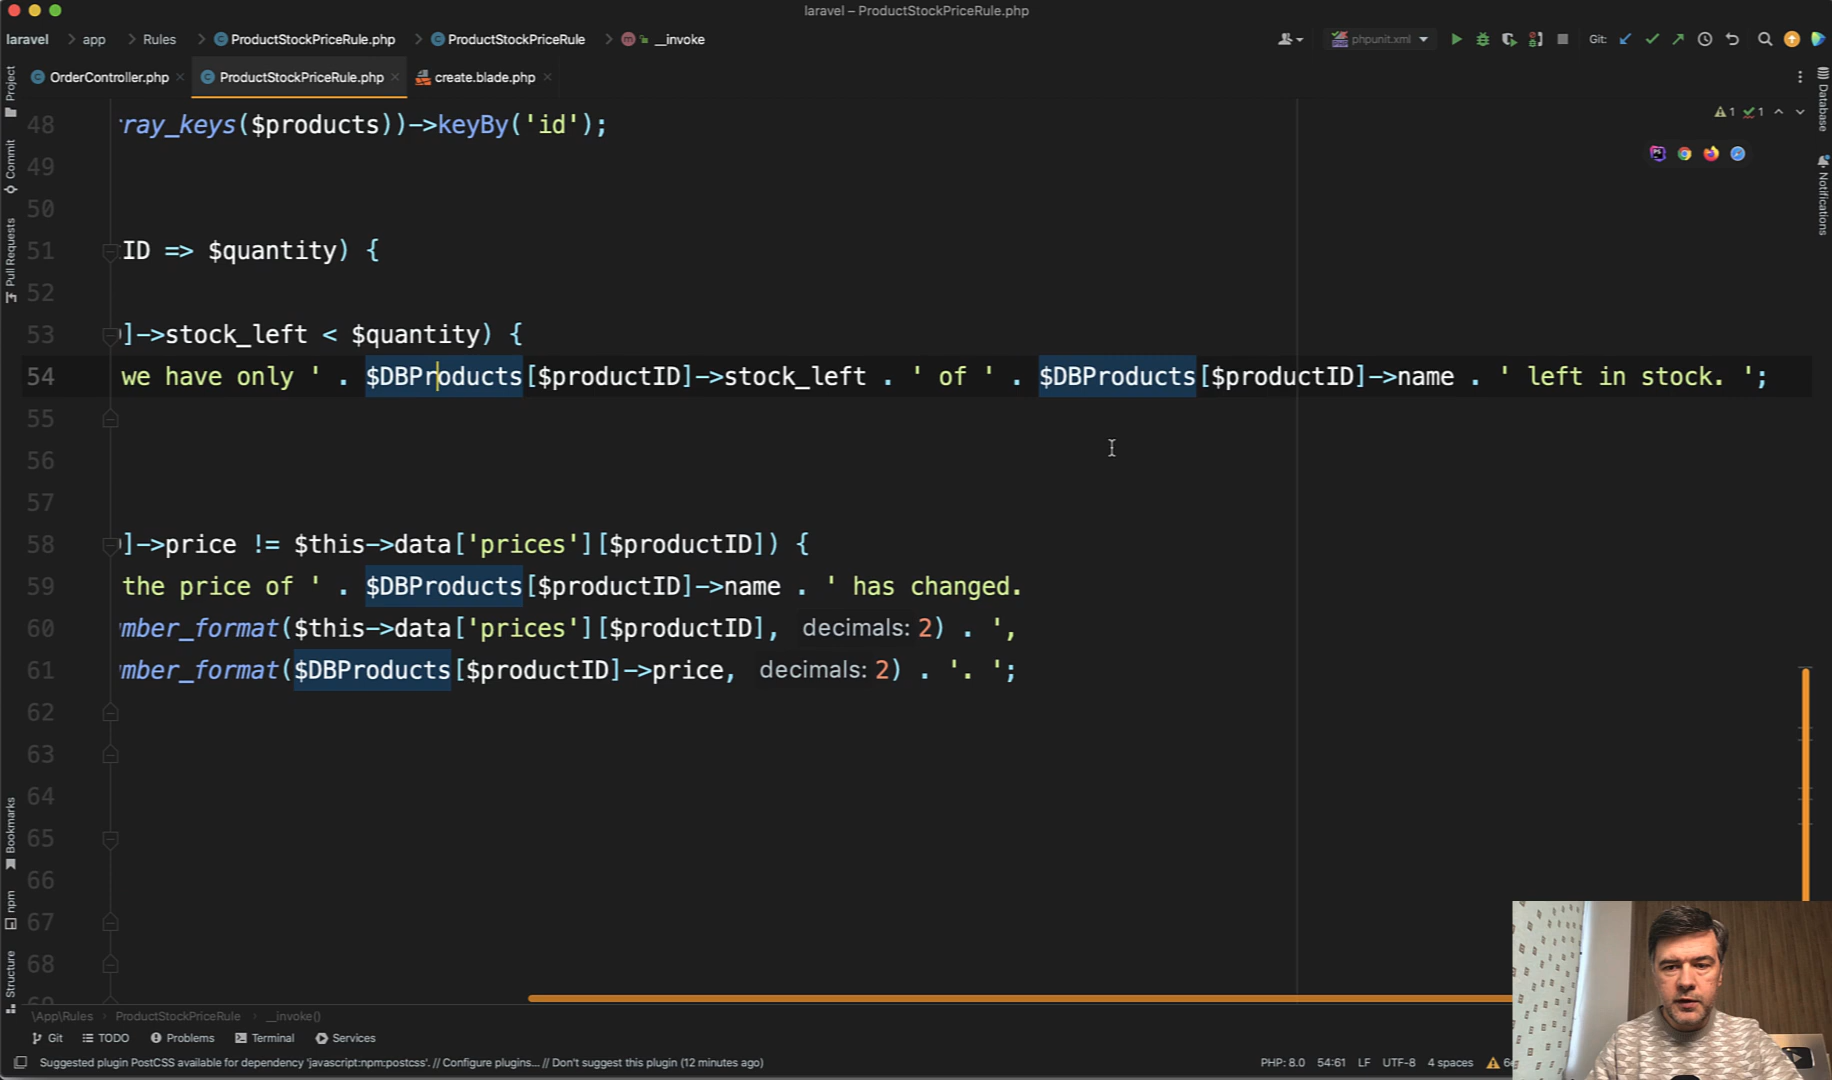 laravel – ProductStockPriceRule.php
laravel app Rules ProductStockPriceRule.php ProductStockPriceRule __invoke phpunit.xml Git:
OrderController.php ProductStockPriceRule.php create.blade.php
Project
Commit
Pull Requests
Bookmarks
npm
Structure
Database
Notifications
1 1
48 ray_keys($products))->keyBy('id');
49
50
51 ID => $quantity) {
52
53 ]->stock_left < $quantity) {
54 we have only ' . $DBProducts[$productID]->stock_left . ' of ' . $DBProducts[$productID]->name . ' left in stock. ';
55
56
57
58 ]->price != $this->data['prices'][$productID]) {
59 the price of ' . $DBProducts[$productID]->name . ' has changed.
60 mber_format($this->data['prices'][$productID], decimals: 2) . ',
61 mber_format($DBProducts[$productID]->price, decimals: 2) . '. ';
62
63
64
65
66
67
68
\App\Rules ProductStockPriceRule __invoke()
Git TODO Problems Terminal Services
Suggested plugin PostCSS available for dependency 'javascript:npm:postcss'. // Configure plugins... // Don't suggest this plugin (12 minutes ago) PHP: 8.0 54:61 LF UTF-8 4 spaces